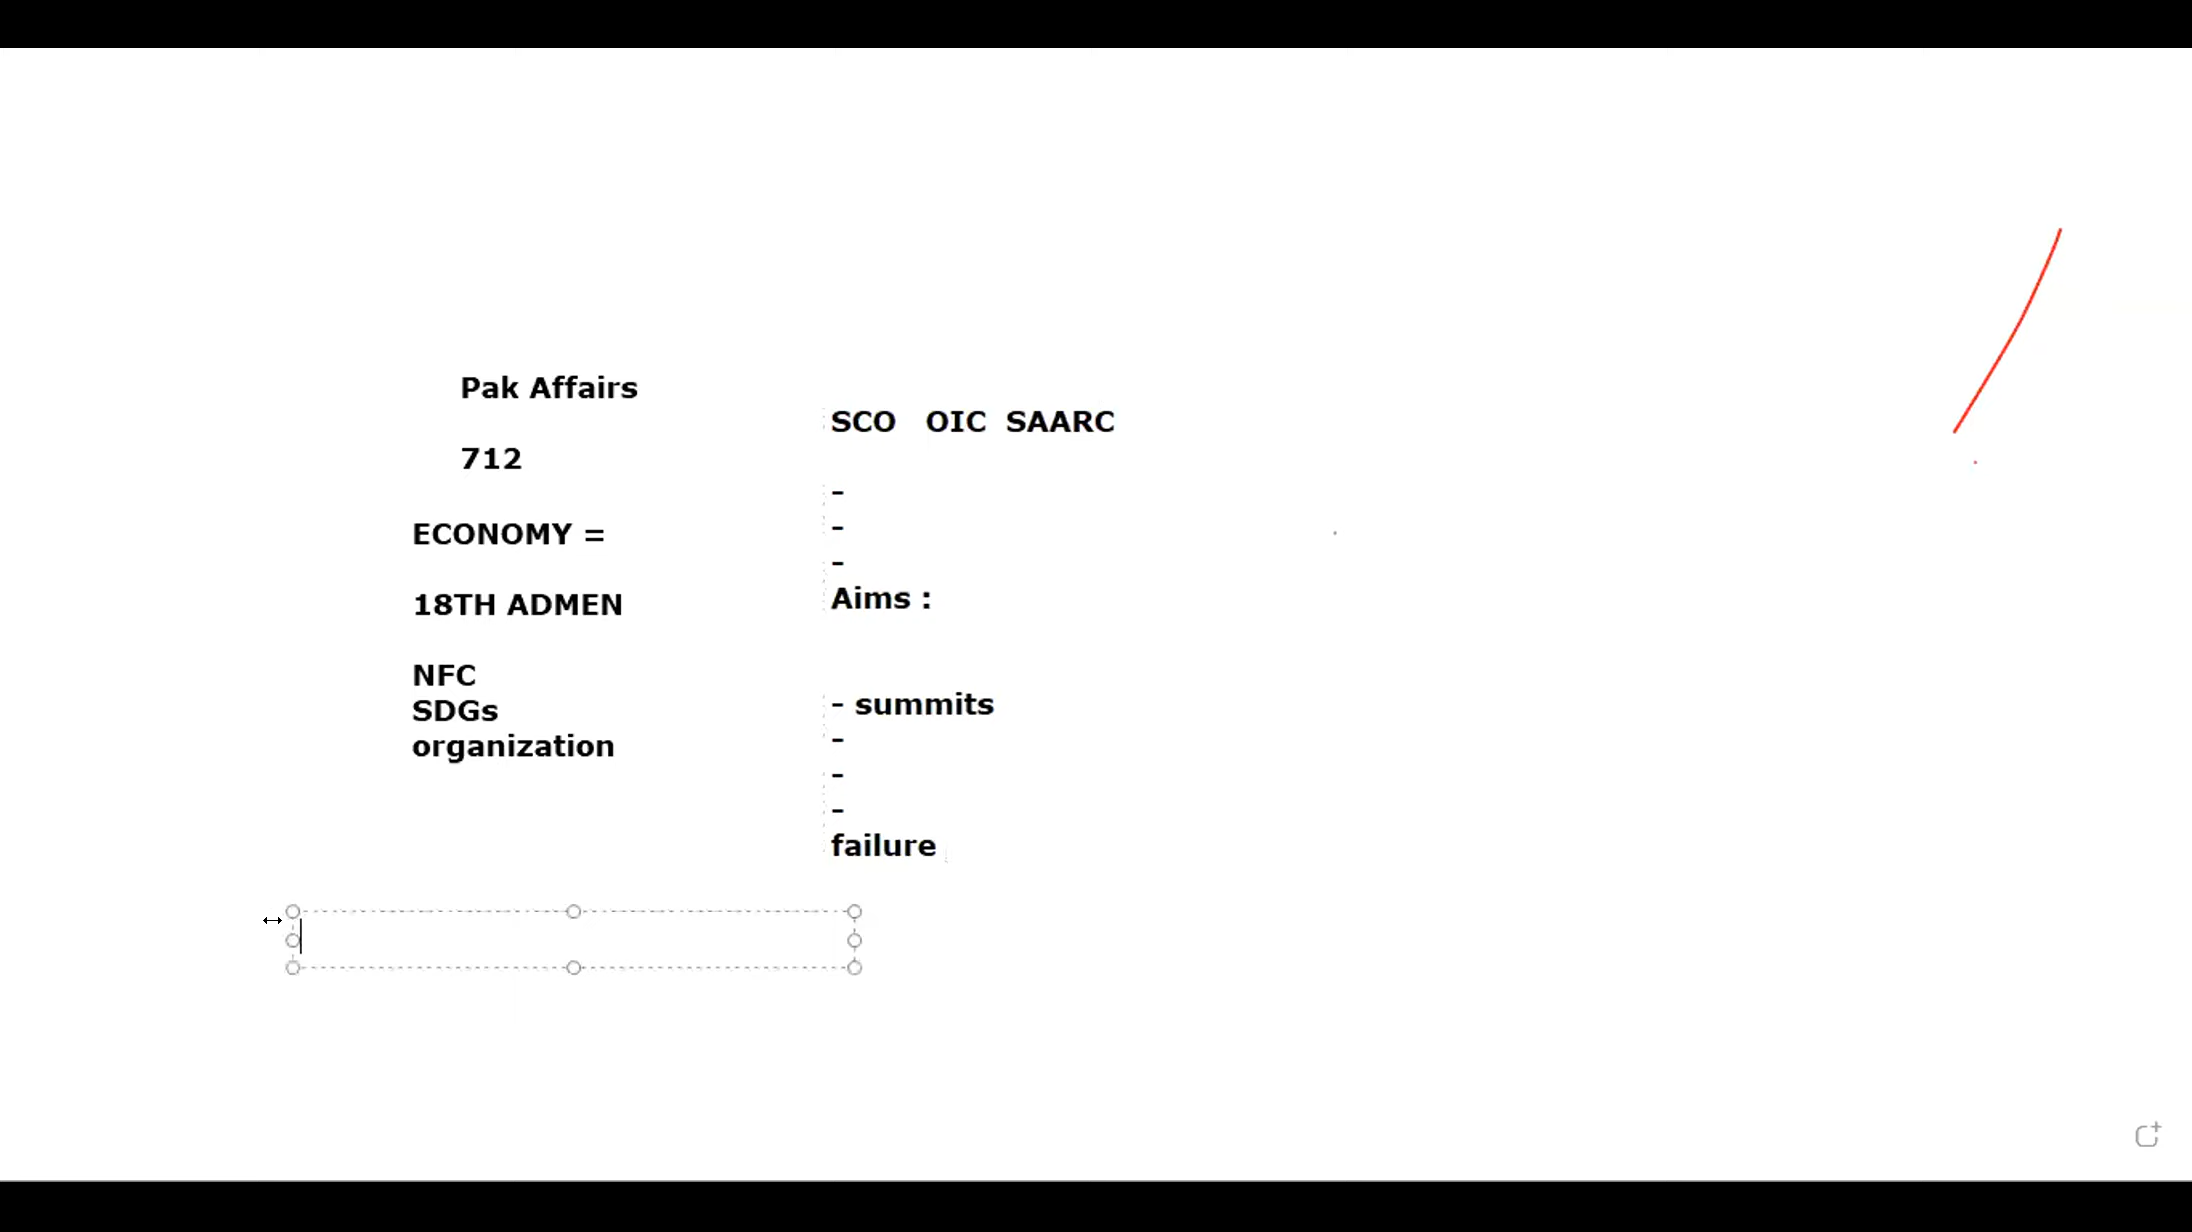 Pak Affairs
712
ECONOMY =
18TH ADMEN
NFC
SDGs
organization
SCO OIC SAARC
-
-
-
Aims :
- summits
-
-
-
failure